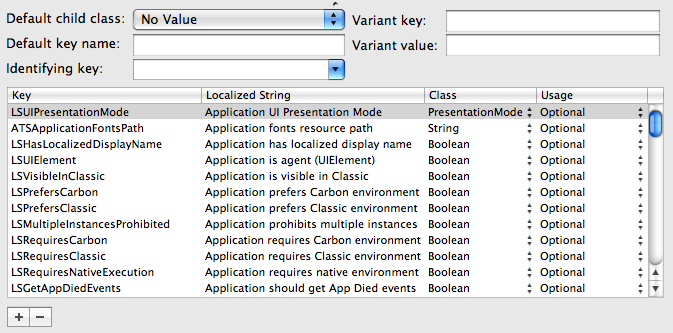 Default child class: No Value Variant key:
Default key name: Variant value:
Identifying key:
Key Localized String Class Usage
LSUIPresentationMode Application UI Presentation Mode PresentationMode Optional
ATSApplicationFontsPath Application fonts resource path String Optional
LSHasLocalizedDisplayName Application has localized display name Boolean Optional
LSUIElement Application is agent (UIElement) Boolean Optional
LSVisibleInClassic Application is visible in Classic Boolean Optional
LSPrefersCarbon Application prefers Carbon environment Boolean Optional
LSPrefersClassic Application prefers Classic environment Boolean Optional
LSMultipleInstancesProhibited Application prohibits multiple instances Boolean Optional
LSRequiresCarbon Application requires Carbon environment Boolean Optional
LSRequiresClassic Application requires Classic environment Boolean Optional
LSRequiresNativeExecution Application requires native environment Boolean Optional
LSGetAppDiedEvents Application should get App Died events Boolean Optional